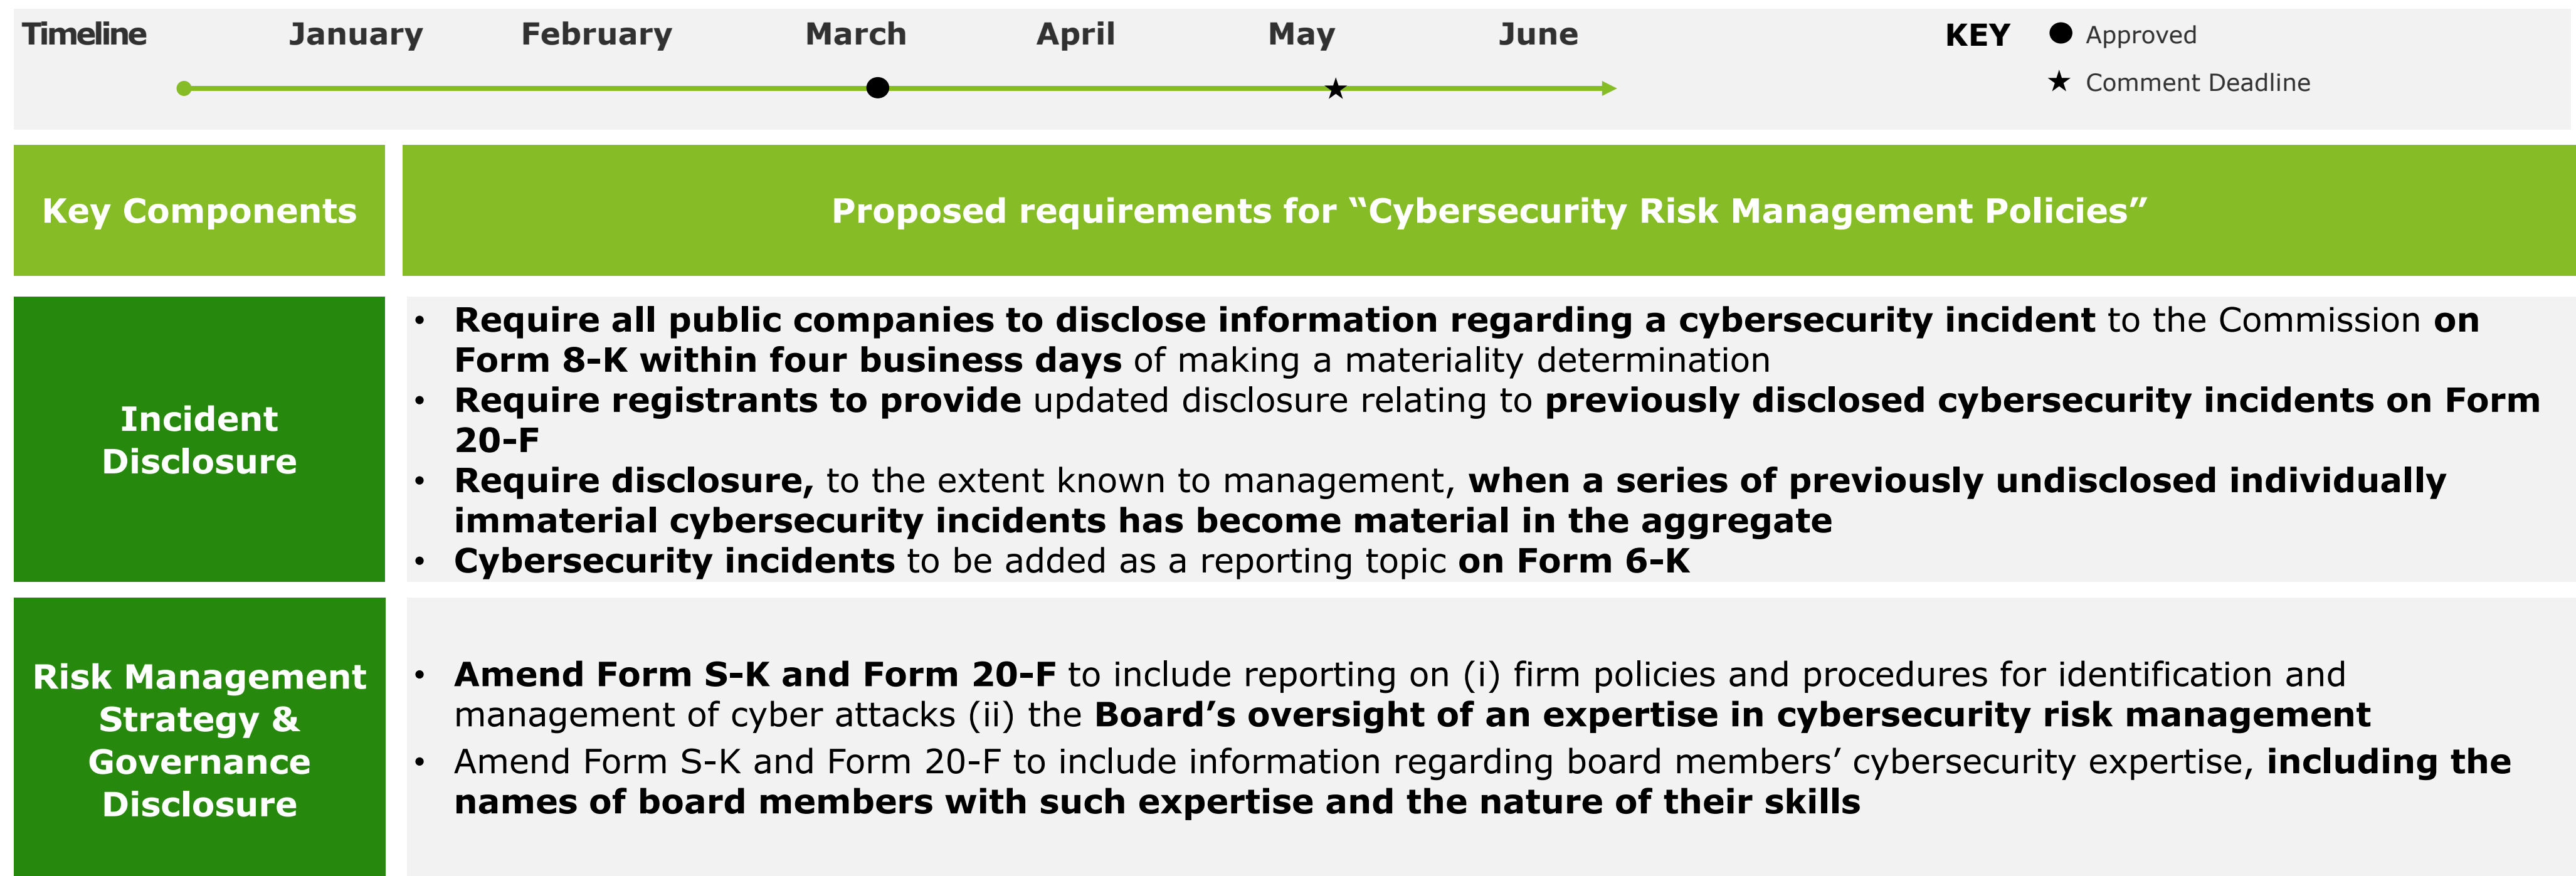 Timeline January February March April May June KEY ● Approved
★ Comment Deadline
Key Components
Proposed requirements for “Cybersecurity Risk Management Policies”
Incident
Disclosure
• Require all public companies to disclose information regarding a cybersecurity incident to the Commission on
Form 8-K within four business days of making a materiality determination
• Require registrants to provide updated disclosure relating to previously disclosed cybersecurity incidents on Form
20-F
• Require disclosure, to the extent known to management, when a series of previously undisclosed individually
immaterial cybersecurity incidents has become material in the aggregate
• Cybersecurity incidents to be added as a reporting topic on Form 6-K
Risk Management
Strategy &
Governance
Disclosure
• Amend Form S-K and Form 20-F to include reporting on (i) firm policies and procedures for identification and
management of cyber attacks (ii) the Board’s oversight of an expertise in cybersecurity risk management
• Amend Form S-K and Form 20-F to include information regarding board members’ cybersecurity expertise, including the
names of board members with such expertise and the nature of their skills